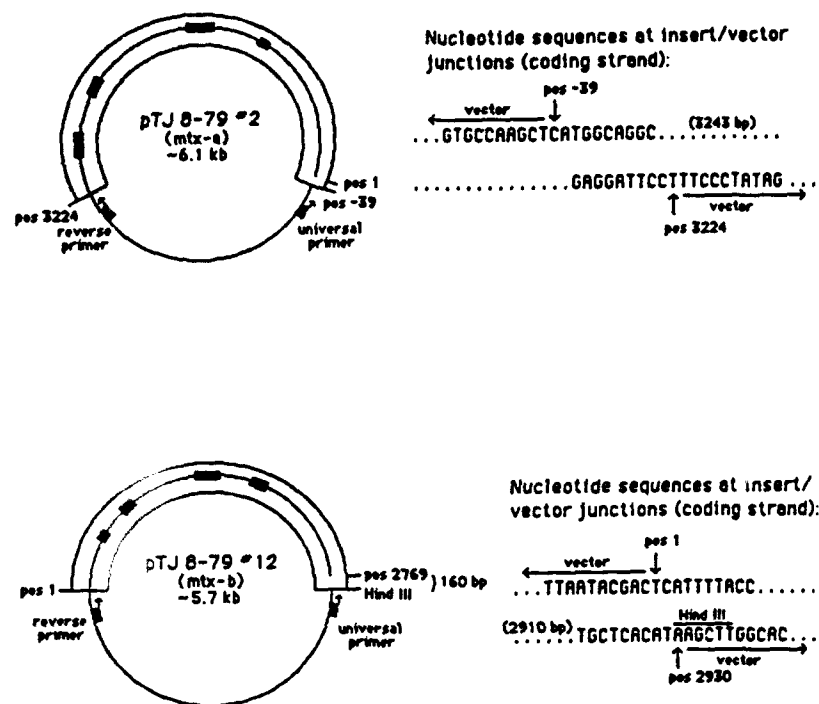 pTJ 8-79 #2
(mtx-a)
~6.1 kb
pos 1
pos -39
pos 3224
reverse
primer
universal
primer
Nucleotide sequences at insert/vector
junctions (coding strand):
pos -39
vector
...GTGCCAAGCTCATGGCAGGC...(3243 bp)..........
...............GAGGATTCCTTTCCCTATAG...
vector
pos 3224
pTJ 8-79 #12
(mtx-b)
~5.7 kb
pos 1
pos 2769
Hind III
160 bp
reverse
primer
universal
primer
Nucleotide sequences at insert/
vector junctions (coding strand):
pos 1
vector
...TTAATACGACTCATTTTACC......
Hind III
(2910 bp)
......TGCTCACATAAGCTTGGCAC...
vector
pos 2930